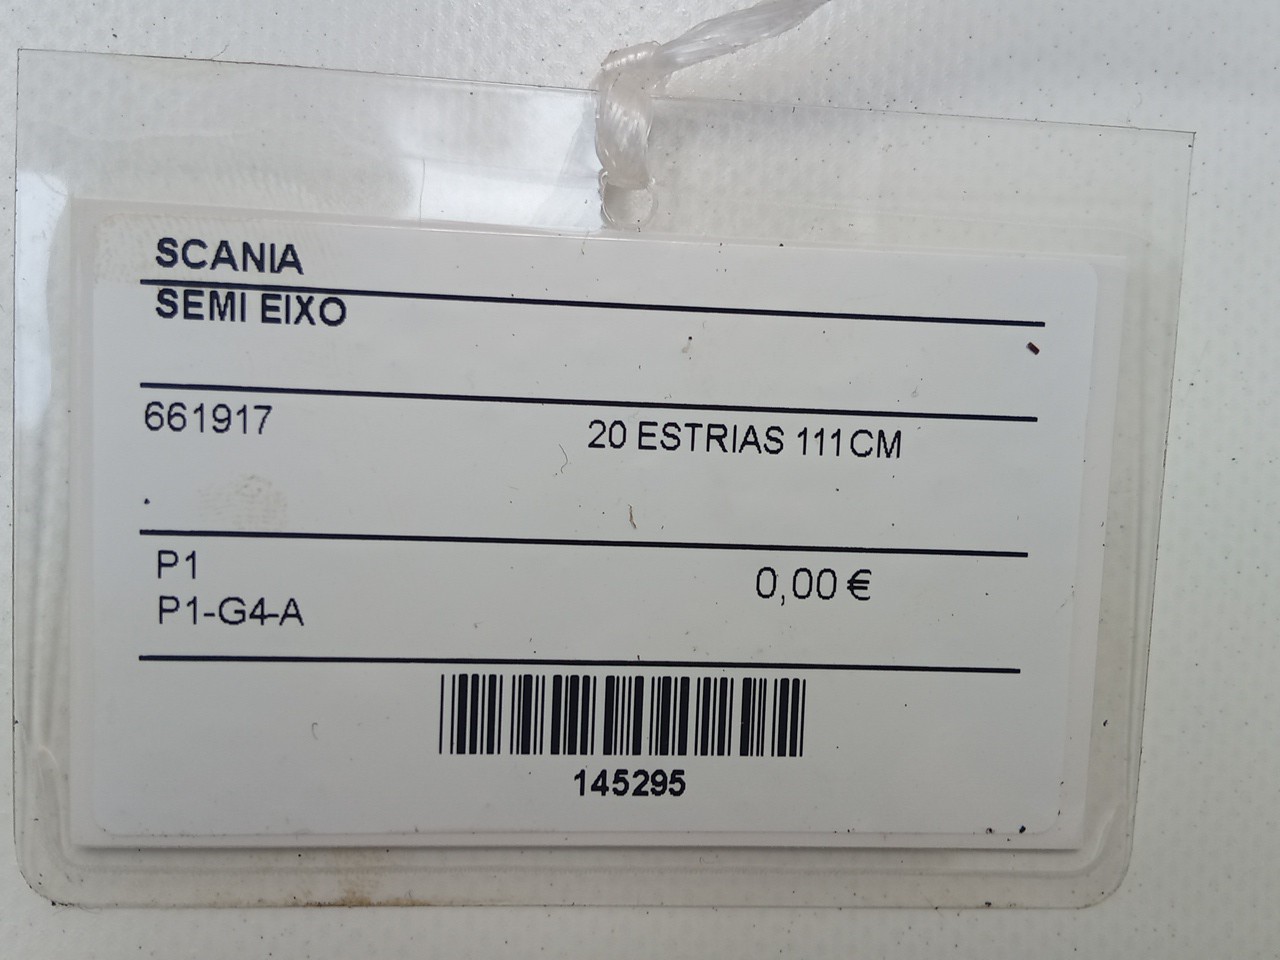 SCANIA
SEMI EIXO
661917 20 ESTRIAS 111CM
.
P1
0,00 €
P1-G4-A
145295